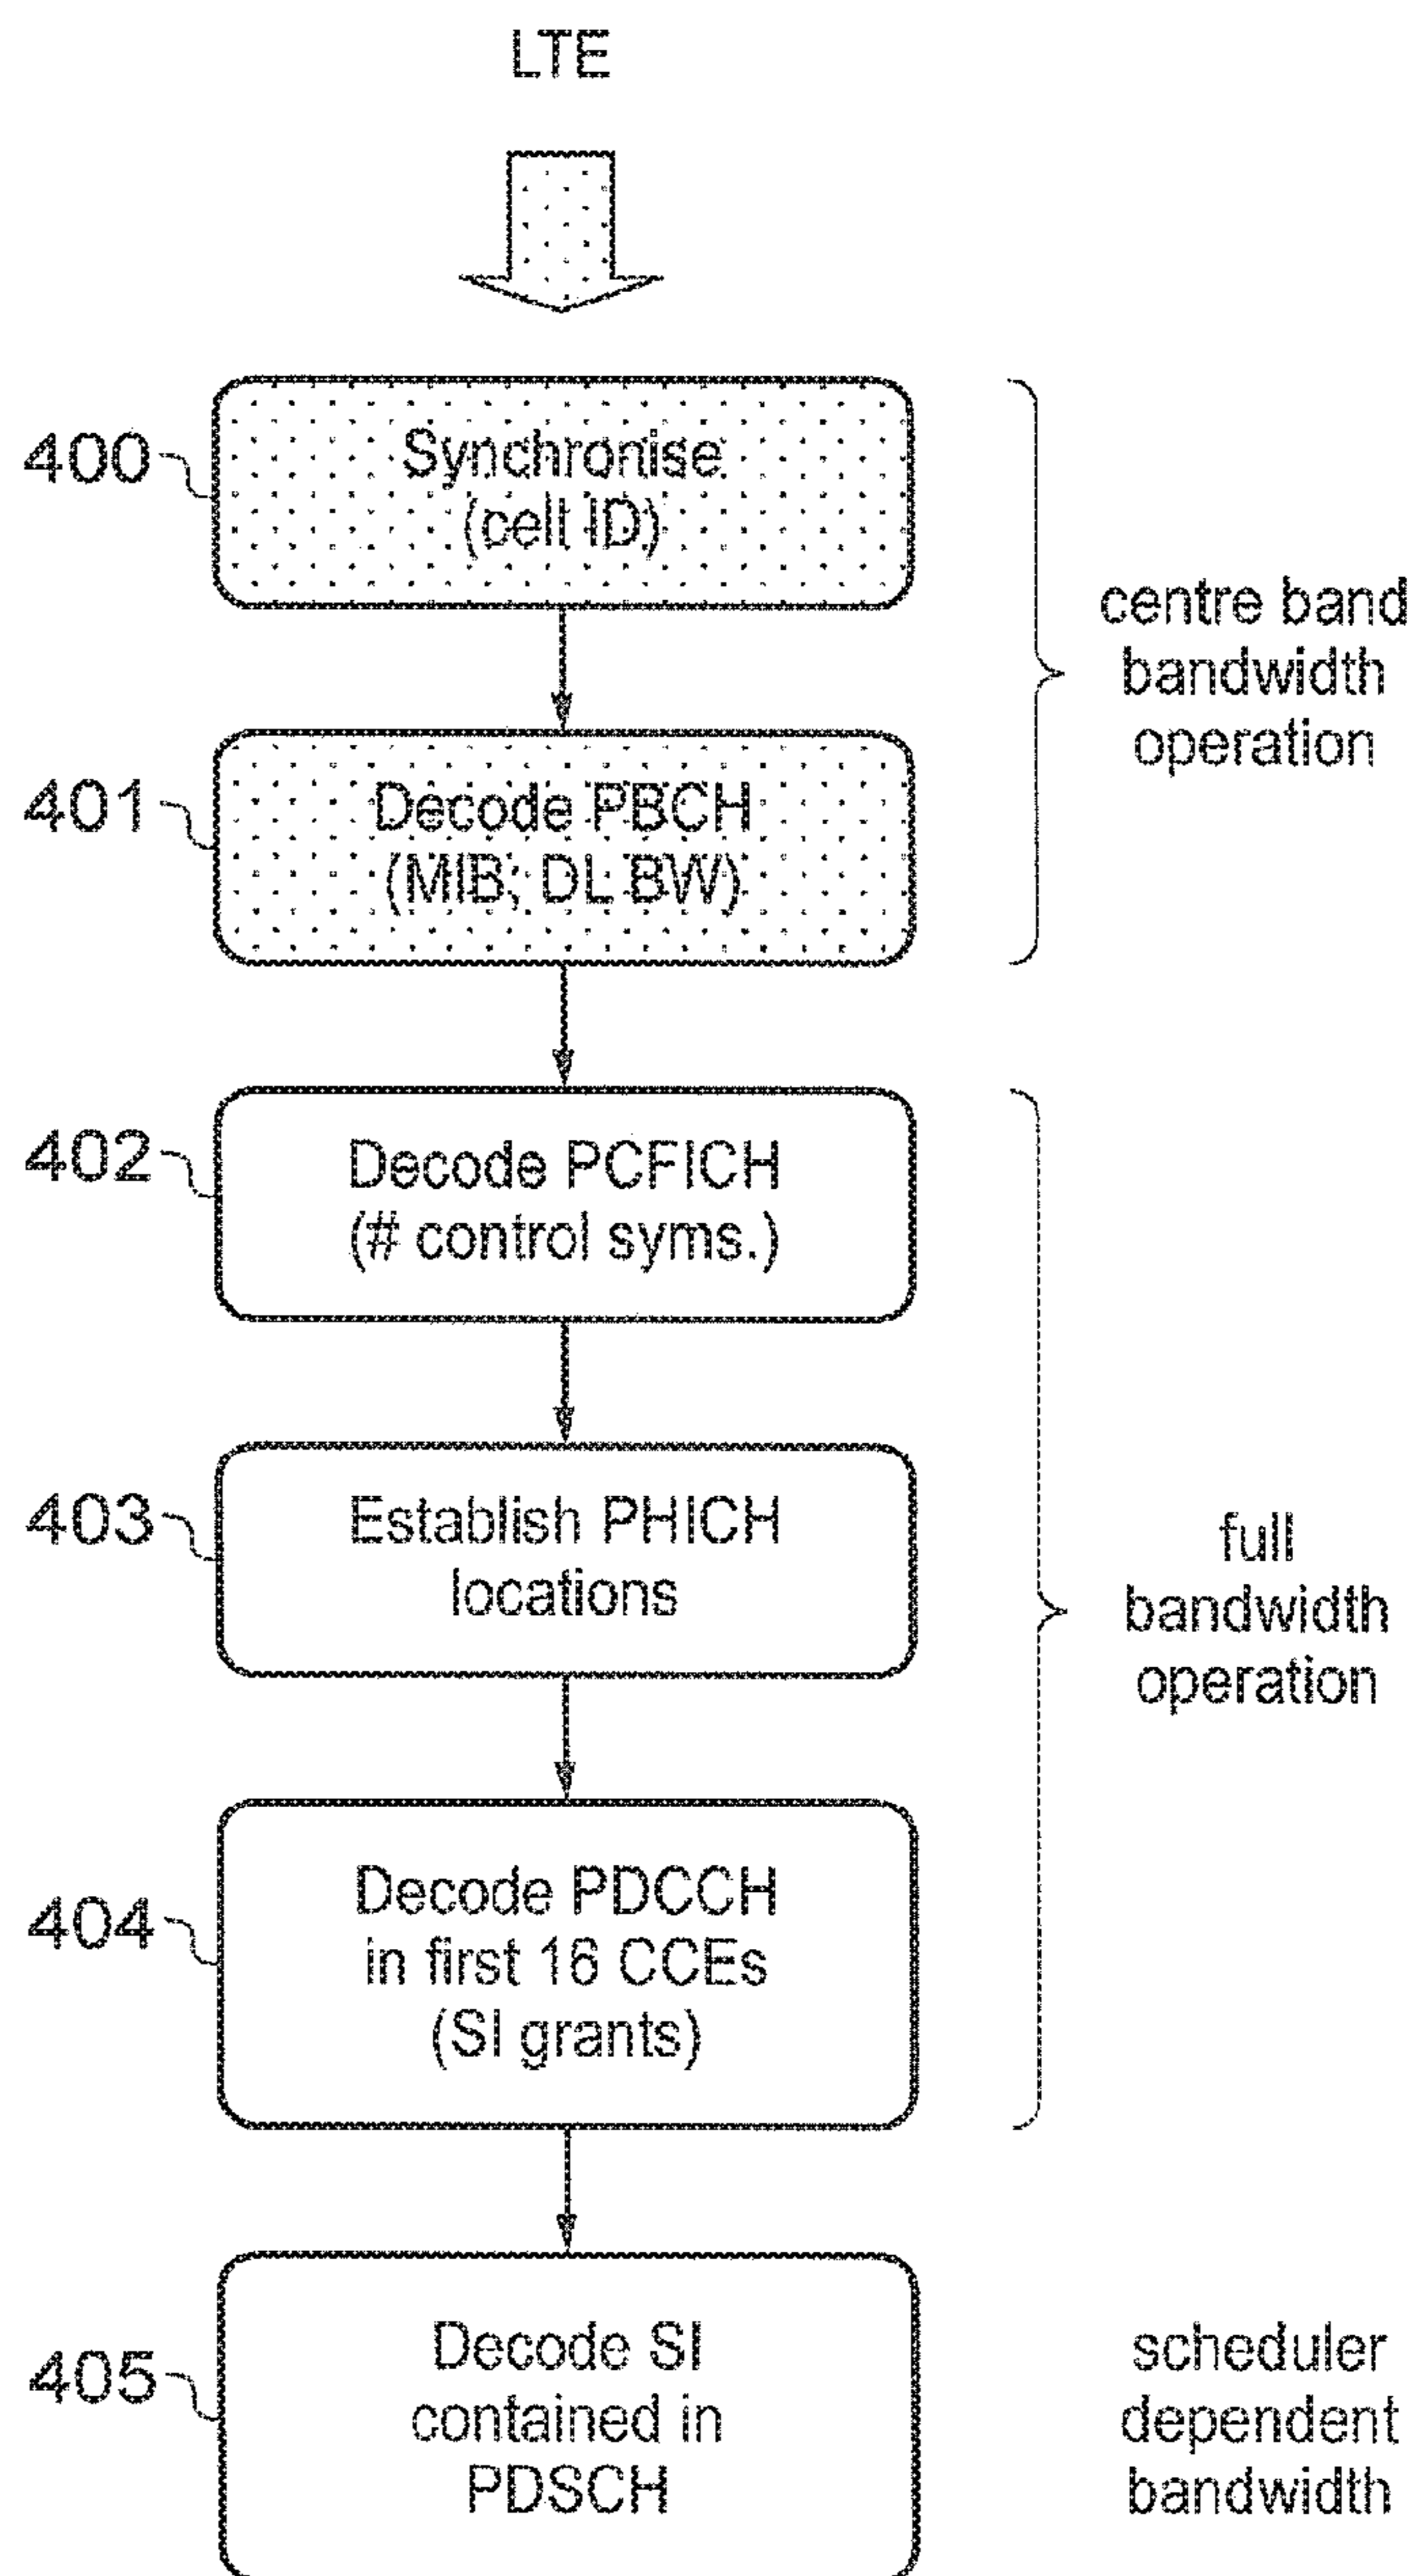 LTE
400
Synchronise
(cell ID)
centre band
bandwidth
operation
401
Decode PBCH
(MIB; DL BW)
402
Decode PCFICH
(# control syms.)
403
Establish PHICH
locations
full
bandwidth
operation
404
Decode PDCCH
in first 16 CCEs
(SI grants)
405
Decode SI
contained in
PDSCH
scheduler
dependent
bandwidth